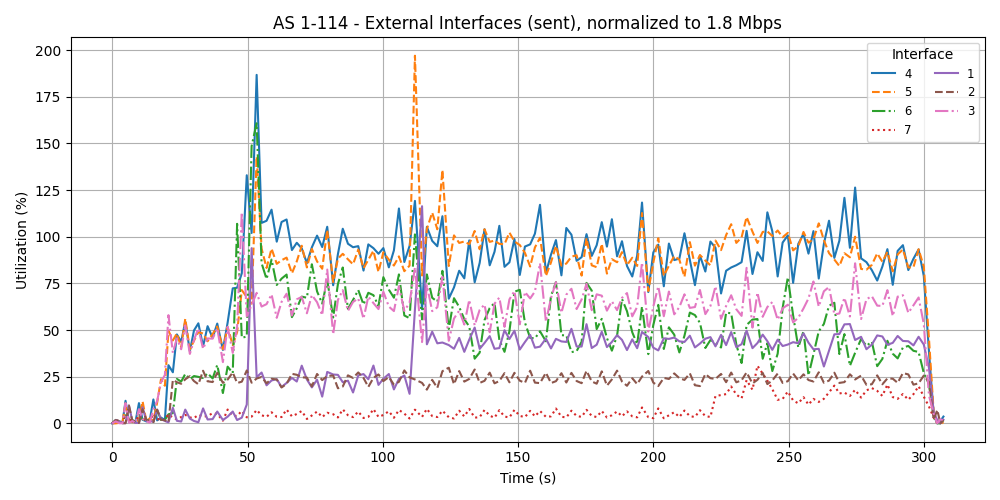 AS 1-114 - External Interfaces (sent), normalized to 1.8 Mbps
Utilization (%)
200
175
150
125
100
75
50
25
0
0 50 100 150 200 250 300
Time (s)
Interface
4 1
5 2
6 3
7